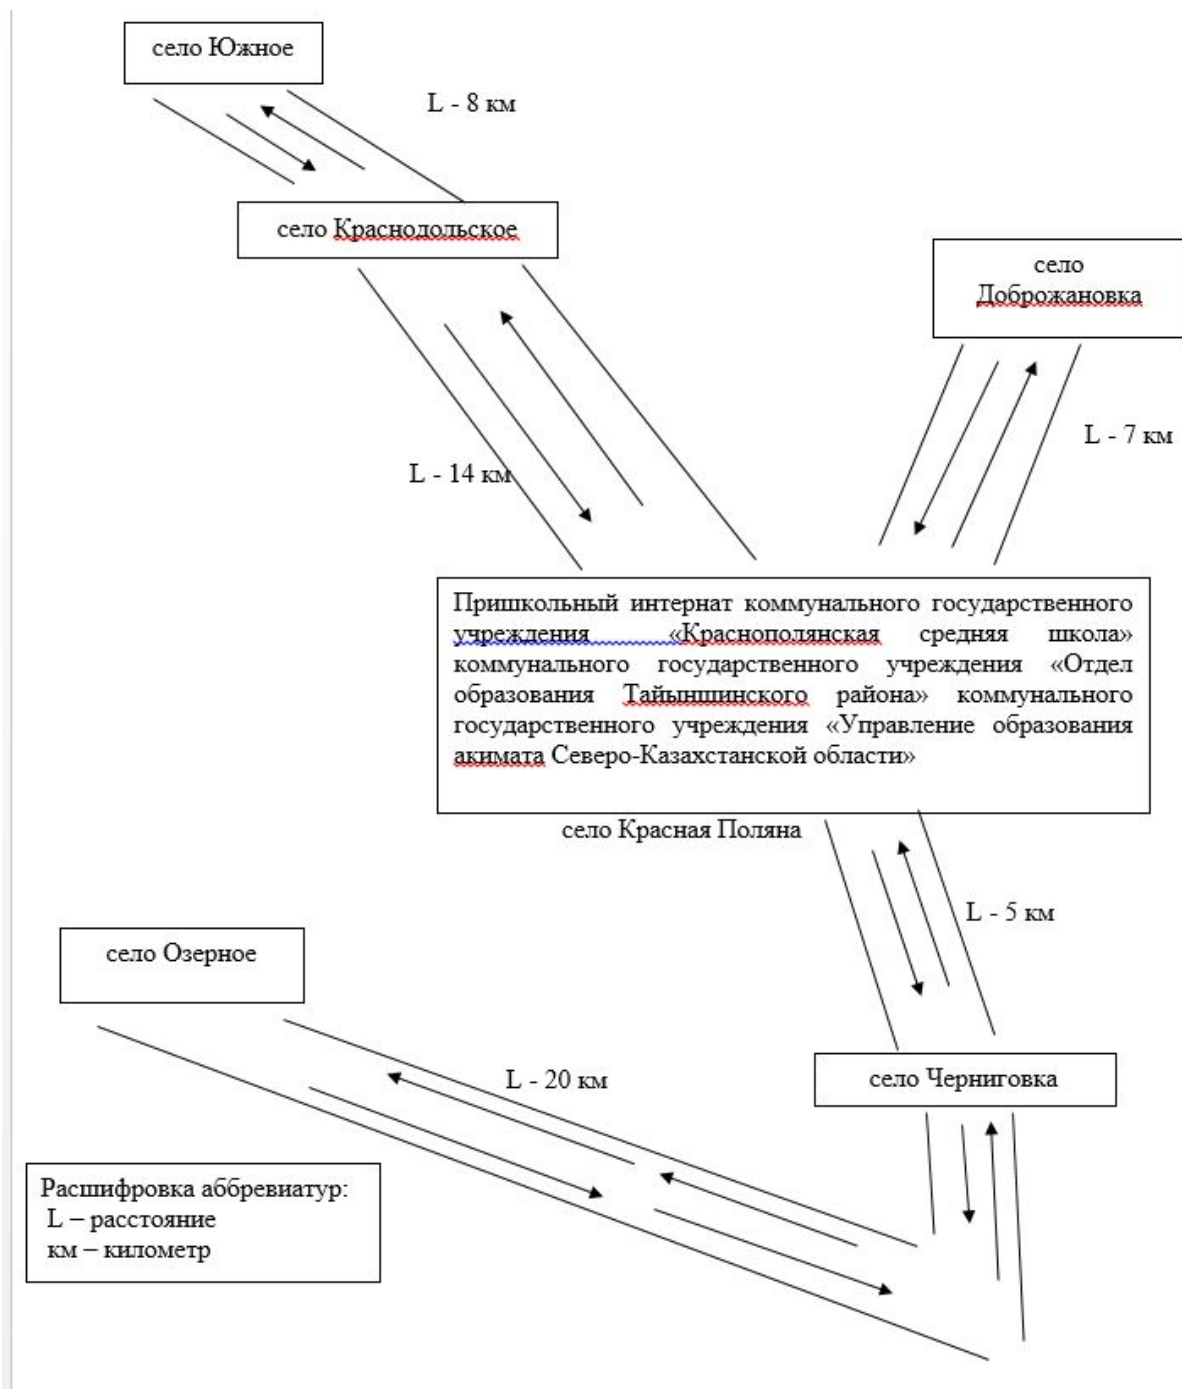 село Южное
L - 8 км
село Краснодольское
село
Доброжановка
L - 7 км
L - 14 км
Пришкольный интернат коммунального государственного
учреждения «Краснополянская средняя школа»
коммунального государственного учреждения «Отдел
образования Тайыншинского района» коммунального
государственного учреждения «Управление образования
акимата Северо-Казахстанской области»
село Красная Поляна
L - 5 км
село Озерное
L - 20 км
село Черниговка
Расшифровка аббревиатур:
L – расстояние
км – километр